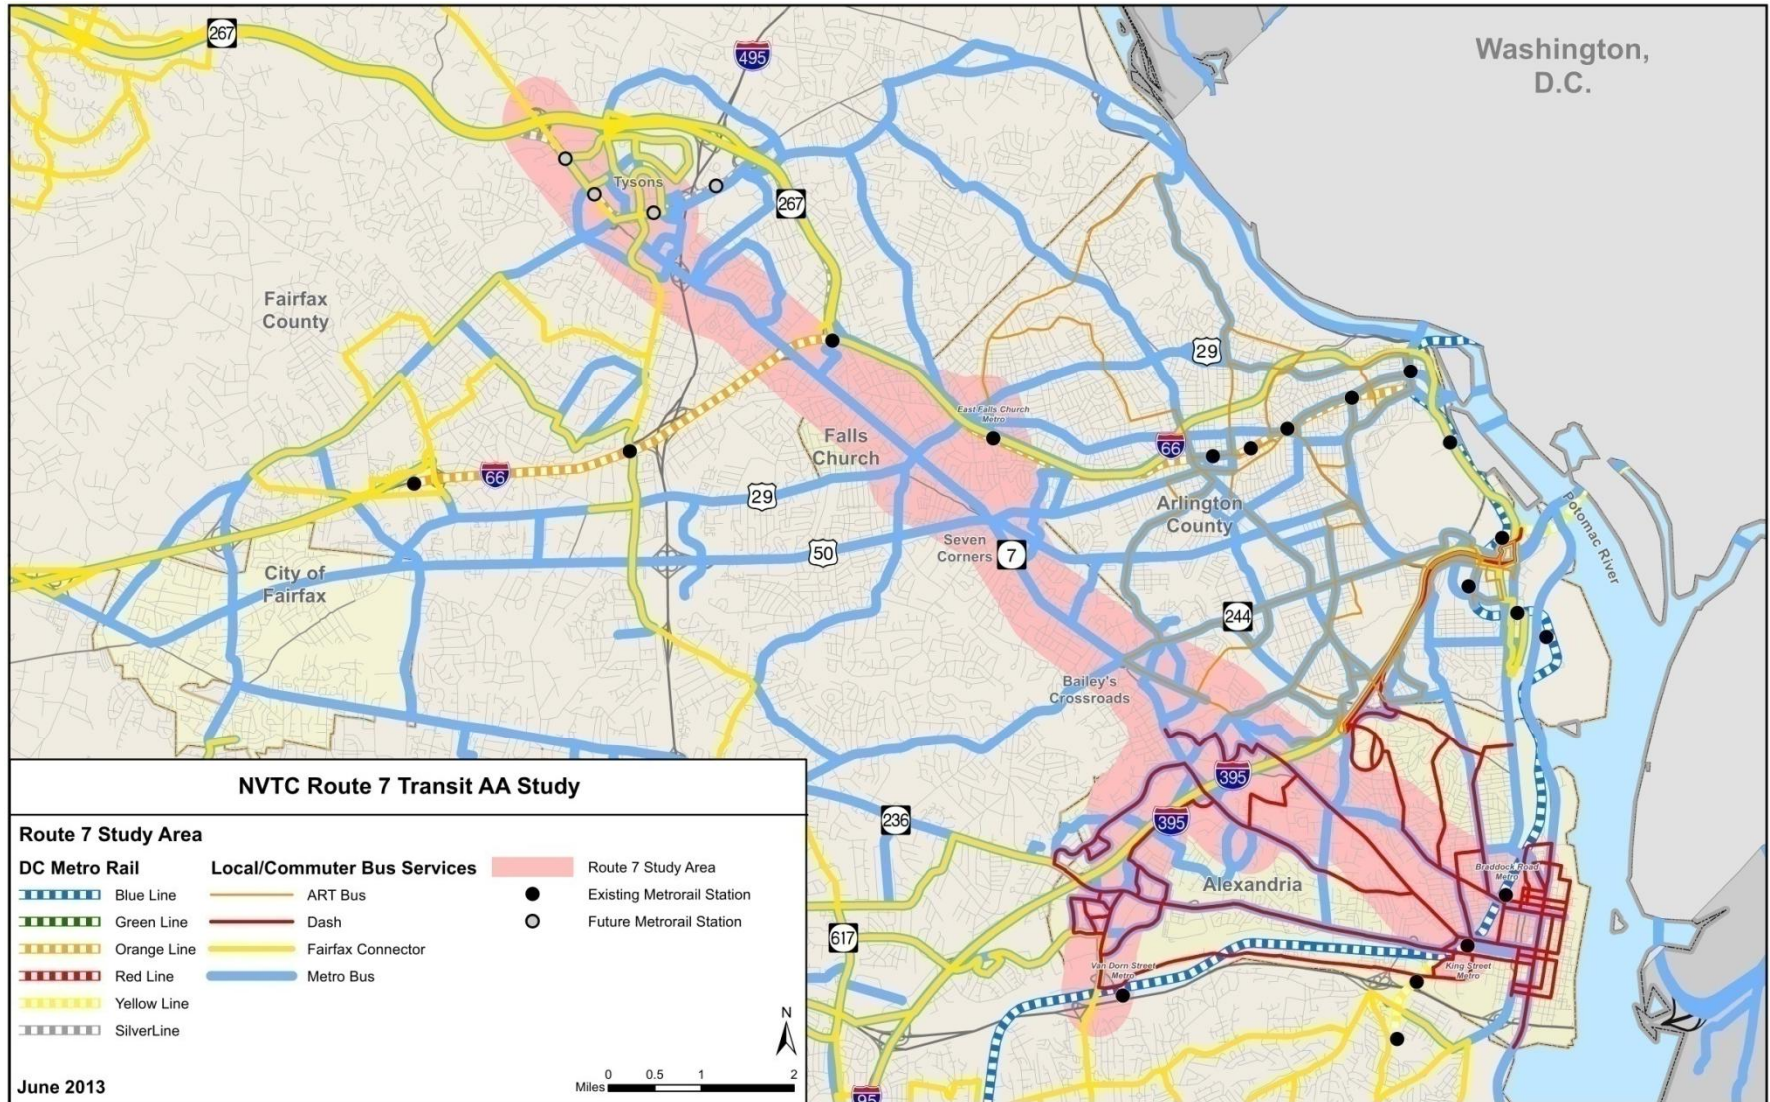 267
495
Washington,
D.C.
Tysons
267
Fairfax
County
29
East Falls Church
Metro
Falls
Church
66
66
29
Arlington
County
Potomac River
Seven
Corners
7
50
City of
Fairfax
244
Bailey's
Crossroads
395
395
236
Braddock Road
Metro
Alexandria
617
Van Dorn Street
Metro
King Street
Metro
95
NVTC Route 7 Transit AA Study
Route 7 Study Area
DC Metro Rail
Blue Line
Green Line
Orange Line
Red Line
Yellow Line
SilverLine
Local/Commuter Bus Services
ART Bus
Dash
Fairfax Connector
Metro Bus
Route 7 Study Area
Existing Metrorail Station
Future Metrorail Station
N
0 0.5 1 2
Miles
June 2013